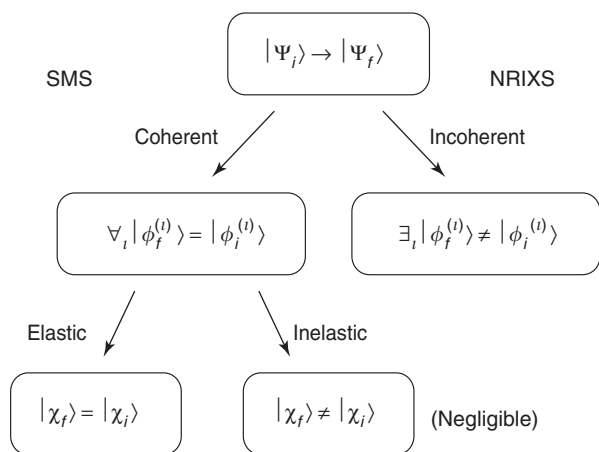 |Ψ_i⟩ → |Ψ_f⟩
SMS NRIXS
Coherent Incoherent
∀_ι |ϕ_f^(ι)⟩ = |ϕ_i^(ι)⟩ ∃_ι |ϕ_f^(ι)⟩ ≠ |ϕ_i^(ι)⟩
Elastic Inelastic
|χ_f⟩ = |χ_i⟩ |χ_f⟩ ≠ |χ_i⟩ (Negligible)